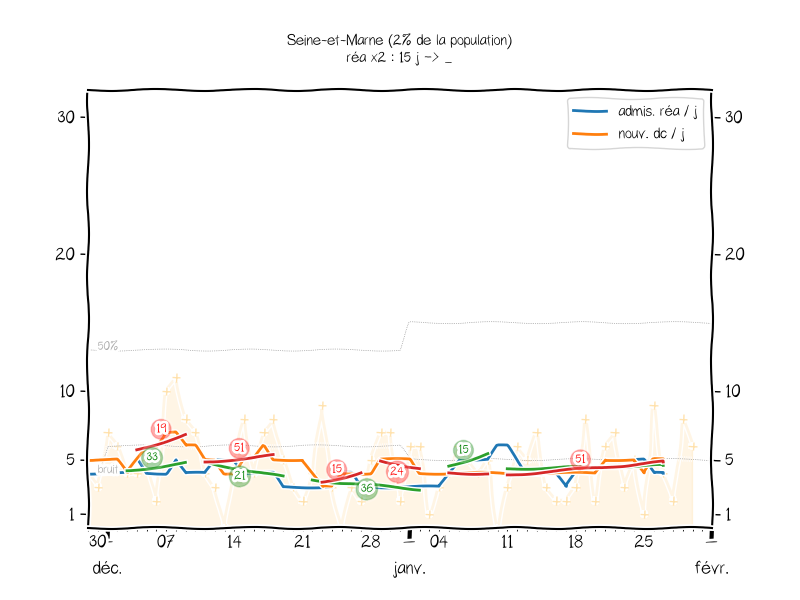 Seine-et-Marne (2% de la population)
réa x2 : 15 j -> _
admis. réa / j
nouv. dc / j
30
30
20
20
50%
10
10
19
51
15
33
51
5
5
15
24
bruit
21
36
1
1
30 07 14 21 28 04 11 18 25
déc. janv. févr.